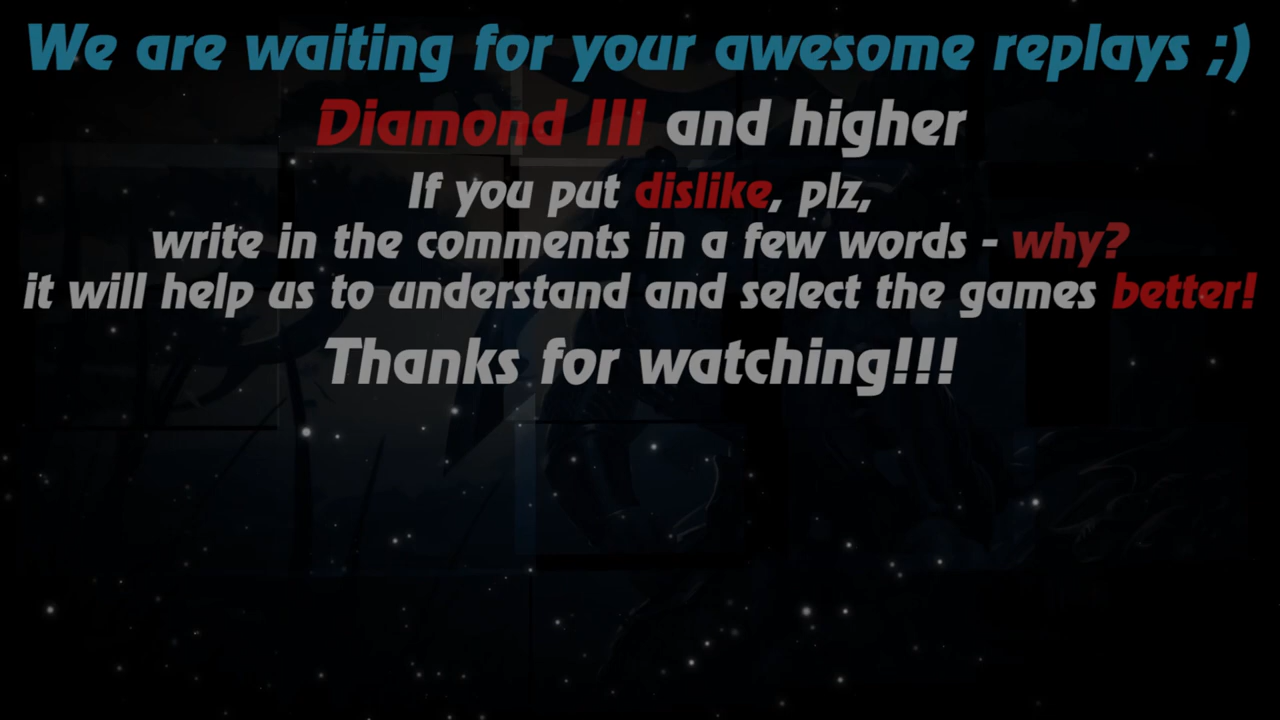 We are waiting for your awesome replays ;)
Diamond III and higher
If you put dislike, plz,
write in the comments in a few words - why?
it will help us to understand and select the games better!
Thanks for watching!!!